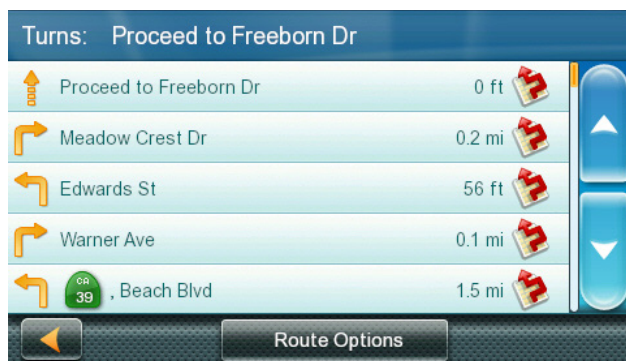 Turns: Proceed to Freeborn Dr
Proceed to Freeborn Dr 0 ft
Meadow Crest Dr 0.2 mi
Edwards St 56 ft
Warner Ave 0.1 mi
CA 39 , Beach Blvd 1.5 mi
Route Options